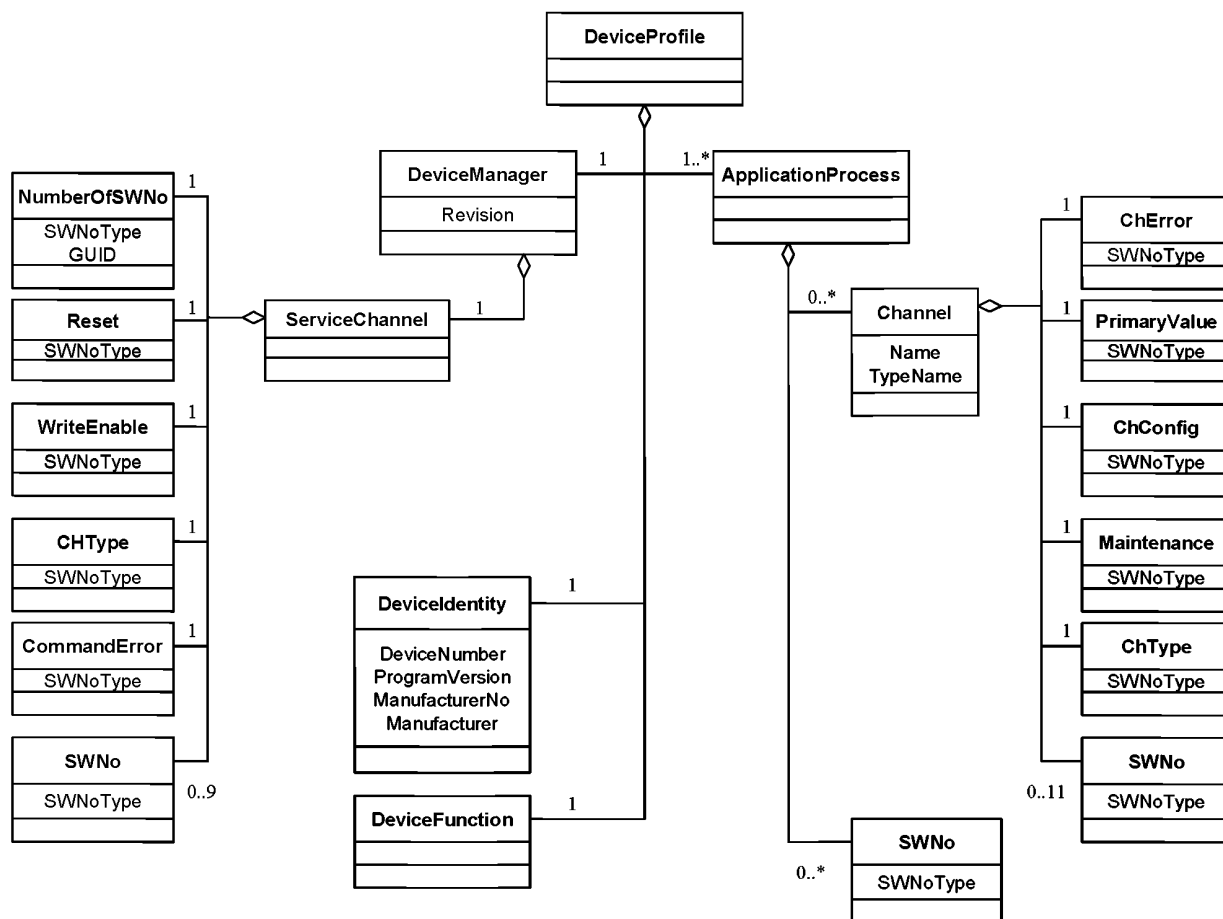 DeviceProfile
DeviceManager
Revision
1
1..*
ApplicationProcess
NumberOfSWNo
SWNoType
GUID
1
Reset
SWNoType
1
ServiceChannel
1
WriteEnable
SWNoType
1
CHType
SWNoType
1
CommandError
SWNoType
1
SWNo
SWNoType
0..9
DeviceIdentity
DeviceNumber
ProgramVersion
ManufacturerNo
Manufacturer
1
DeviceFunction
1
0..*
Channel
Name
TypeName
1
ChError
SWNoType
1
PrimaryValue
SWNoType
1
ChConfig
SWNoType
1
Maintenance
SWNoType
1
ChType
SWNoType
0..11
SWNo
SWNoType
0..*
SWNo
SWNoType